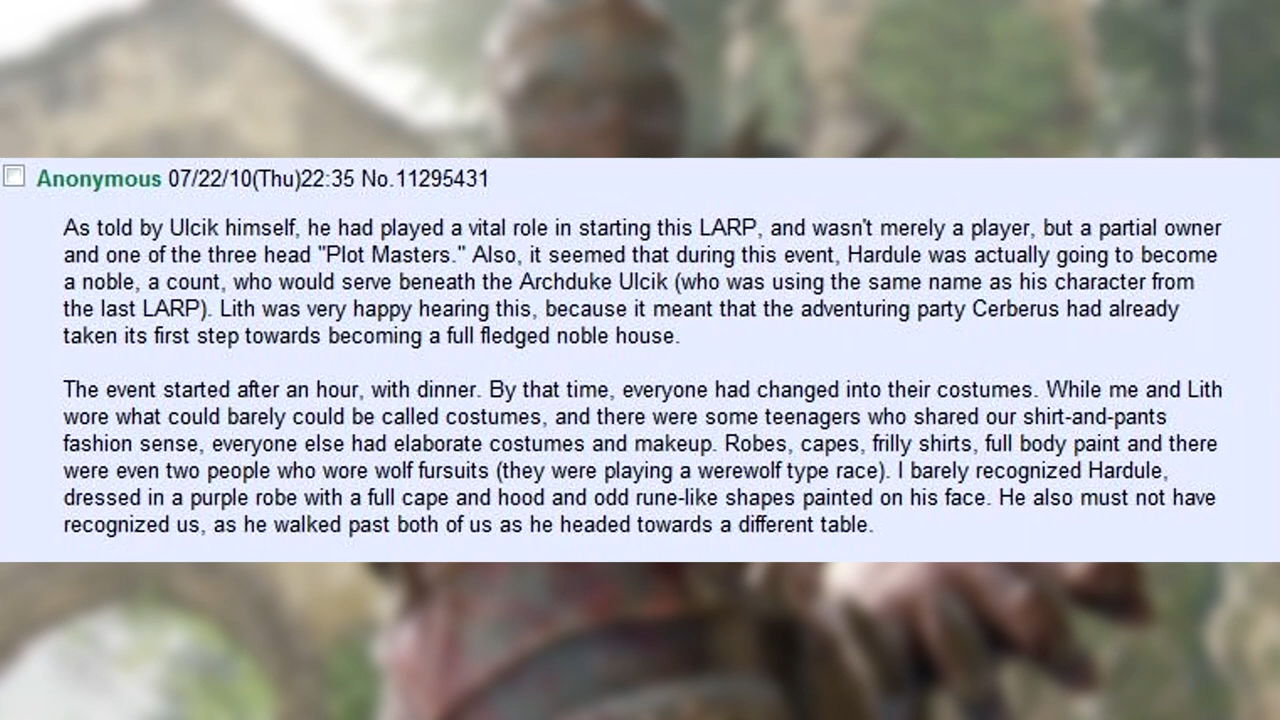 Anonymous 07/22/10(Thu)22:35 No.11295431
As told by Ulcik himself, he had played a vital role in starting this LARP, and wasn't merely a player, but a partial owner
and one of the three head "Plot Masters." Also, it seemed that during this event, Hardule was actually going to become
a noble, a count, who would serve beneath the Archduke Ulcik (who was using the same name as his character from
the last LARP). Lith was very happy hearing this, because it meant that the adventuring party Cerberus had already
taken its first step towards becoming a full fledged noble house.
The event started after an hour, with dinner. By that time, everyone had changed into their costumes. While me and Lith
wore what could barely could be called costumes, and there were some teenagers who shared our shirt-and-pants
fashion sense, everyone else had elaborate costumes and makeup. Robes, capes, frilly shirts, full body paint and there
were even two people who wore wolf fursuits (they were playing a werewolf type race). I barely recognized Hardule,
dressed in a purple robe with a full cape and hood and odd rune-like shapes painted on his face. He also must not have
recognized us, as he walked past both of us as he headed towards a different table.